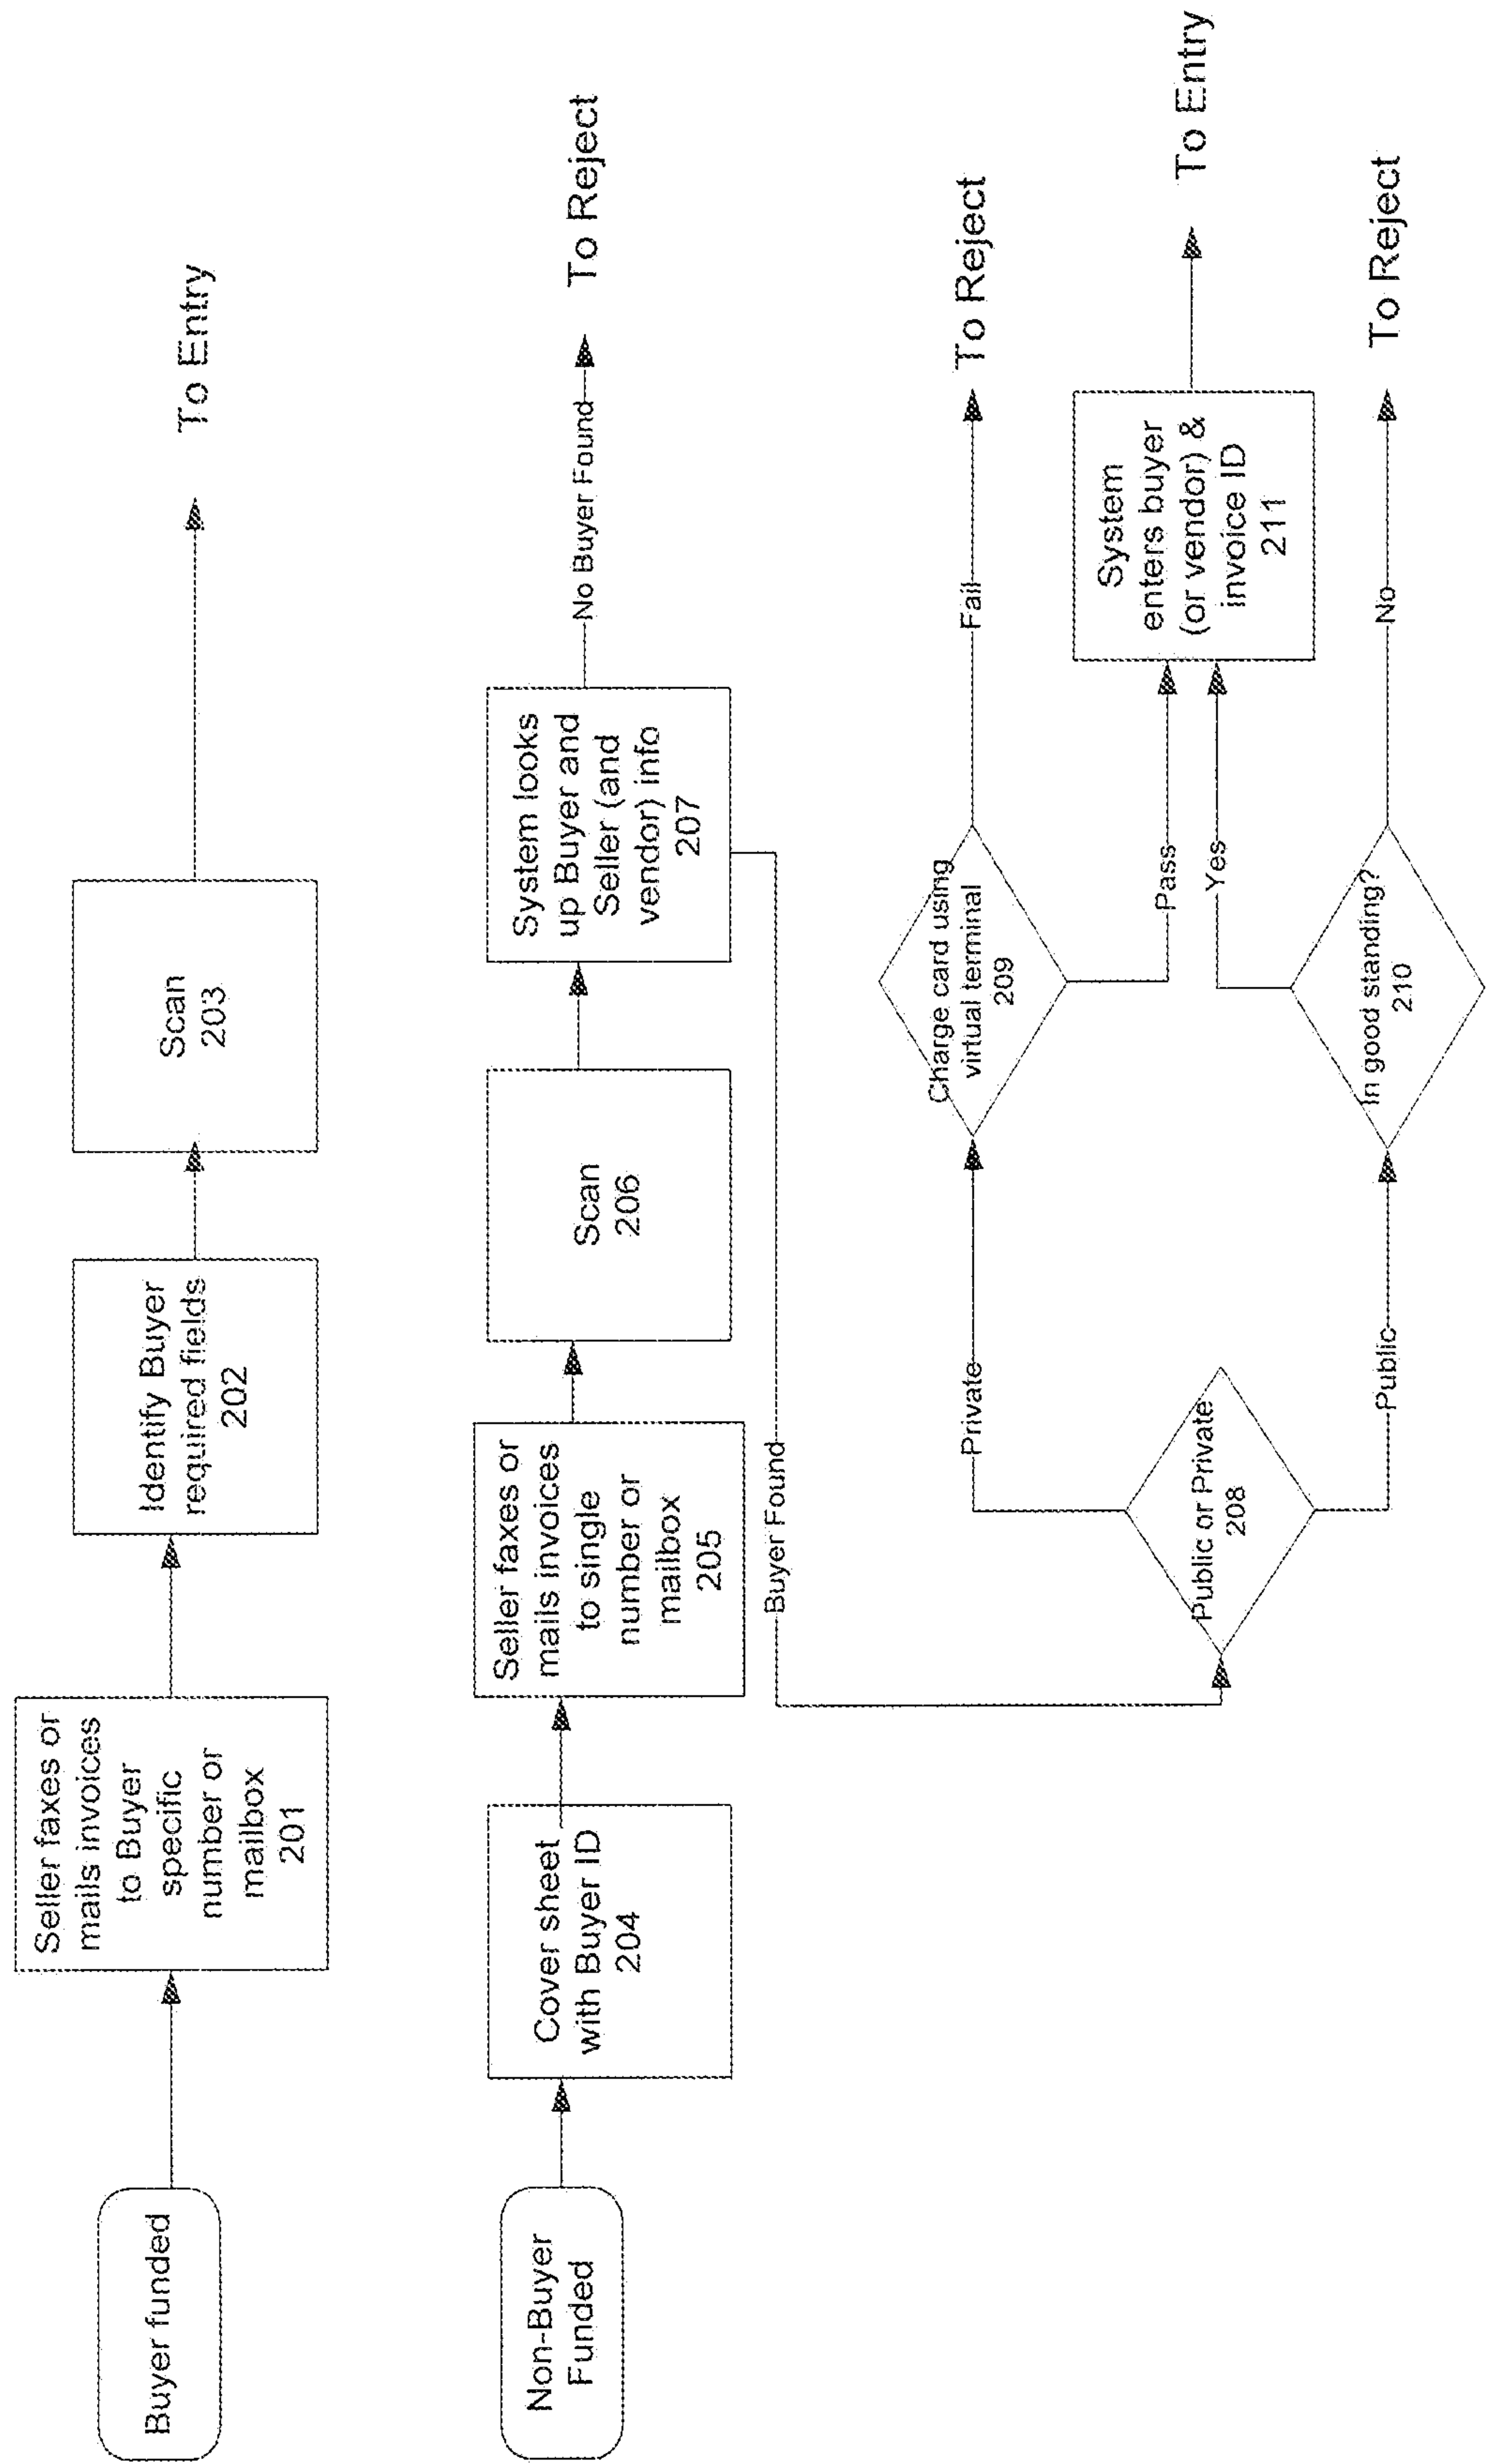 Buyer funded
Seller faxes or
mails invoices
to Buyer
specific
number or
mailbox
201
Identify Buyer
required fields
202
Scan
203
To Entry
Non-Buyer
Funded
Cover sheet
with Buyer ID
204
Seller faxes or
mails invoices
to single
number or
mailbox
205
Scan
206
System looks
up Buyer and
Seller (and
vendor) info
207
No Buyer Found
To Reject
Buyer Found
Public or Private
208
Private
Charge card using
virtual terminal
209
Fail
To Reject
Pass
System
enters buyer
(or vendor) &
invoice ID
211
To Entry
Yes
Public
In good standing?
210
No
To Reject